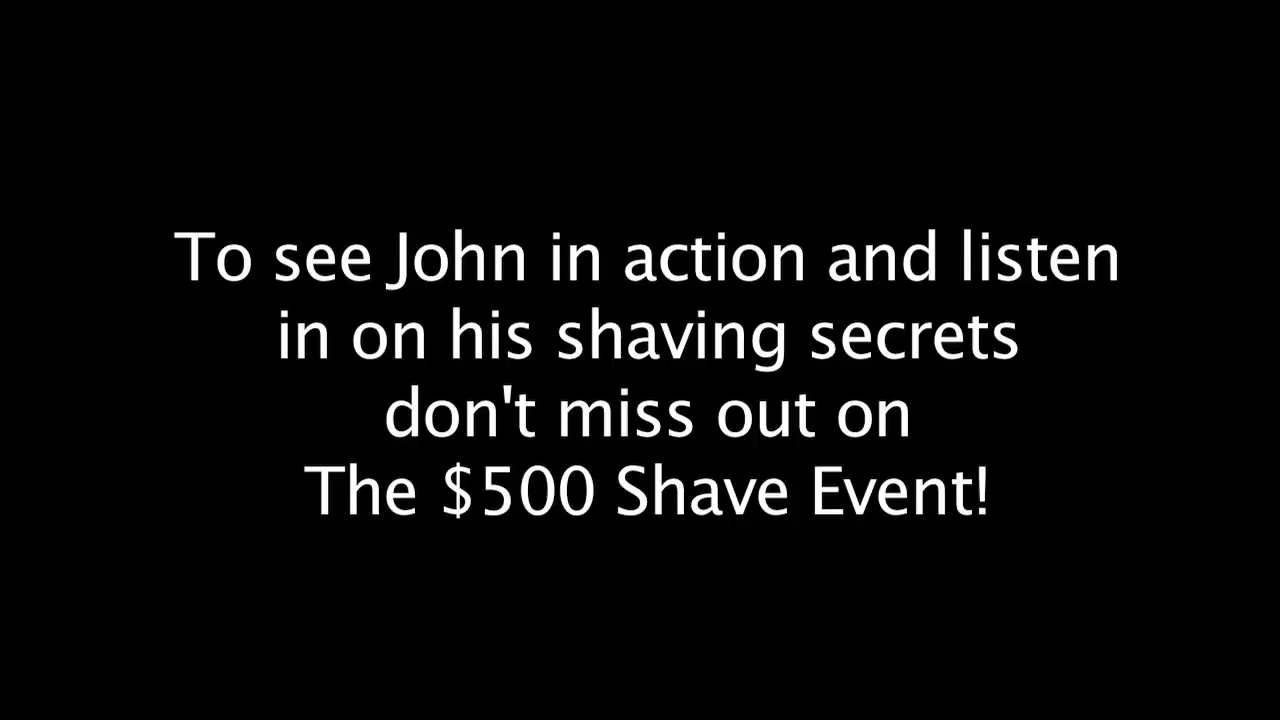 To see John in action and listen
in on his shaving secrets
don't miss out on
The $500 Shave Event!